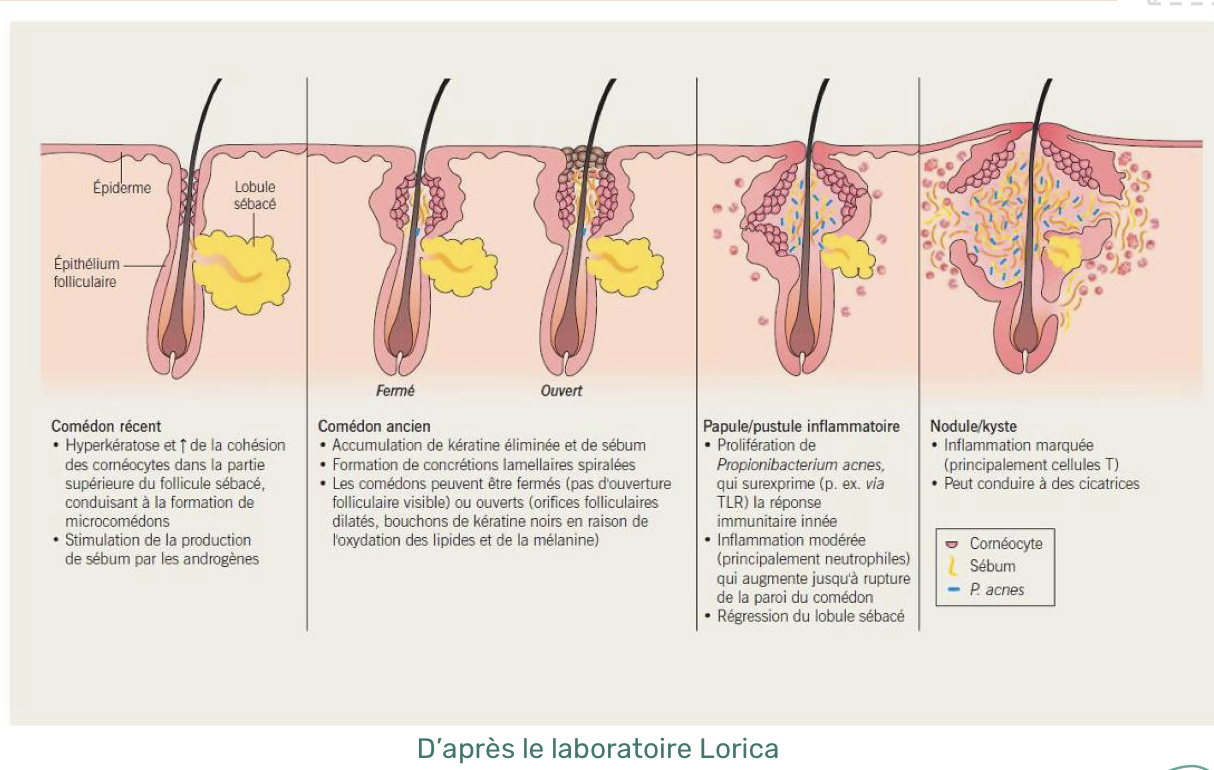 Épiderme
Lobule
sébacé
Épithélium
folliculaire
Fermé
Ouvert
Comédon récent
• Hyperkératose et ↑ de la cohésion
des cornéocytes dans la partie
supérieure du follicule sébacé,
conduisant à la formation de
microcomédons
• Stimulation de la production
de sébum par les androgènes
Comédon ancien
• Accumulation de kératine éliminée et de sébum
• Formation de concrétions lamellaires spiralées
• Les comédons peuvent être fermés (pas d'ouverture
folliculaire visible) ou ouverts (orifices folliculaires
dilatés, bouchons de kératine noirs en raison de
l'oxydation des lipides et de la mélanine)
Papule/pustule inflammatoire
• Prolifération de
Propionibacterium acnes,
qui surexprime (p. ex. via
TLR) la réponse
immunitaire innée
• Inflammation modérée
(principalement neutrophiles)
qui augmente jusqu'à rupture
de la paroi du comédon
• Régression du lobule sébacé
Nodule/kyste
• Inflammation marquée
(principalement cellules T)
• Peut conduire à des cicatrices
Cornéocyte
Sébum
P. acnes
D'après le laboratoire Lorica